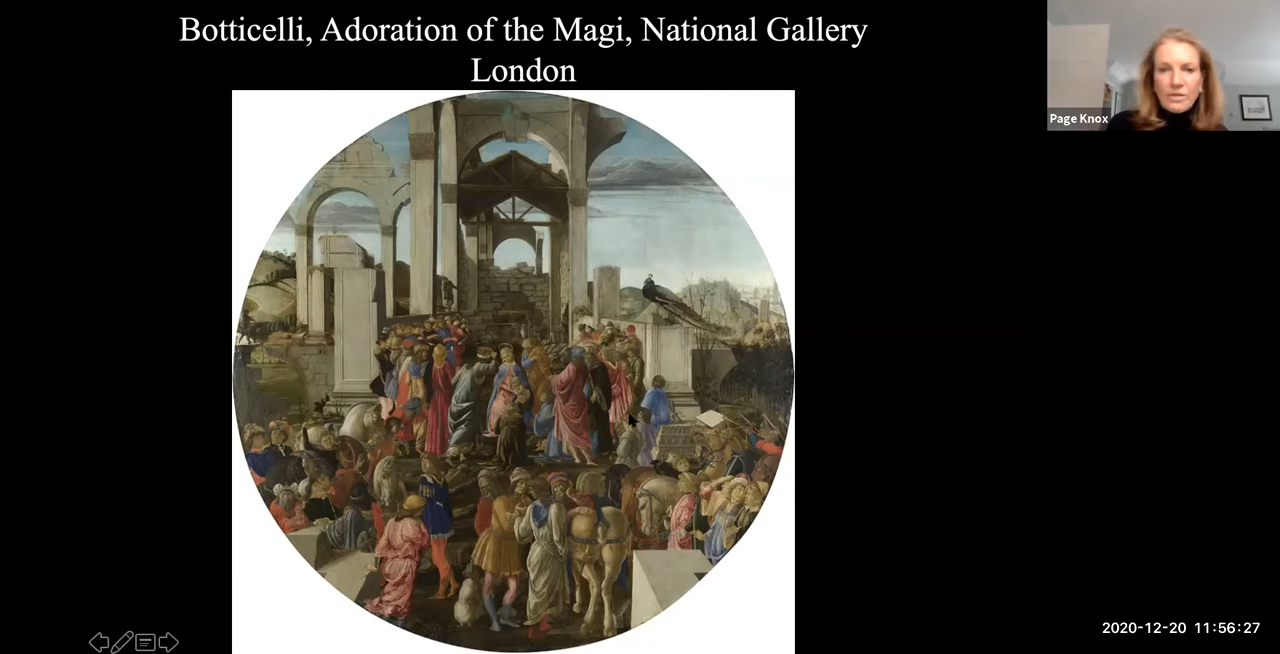 Botticelli, Adoration of the Magi, National Gallery
London
Page Knox
2020-12-20 11:56:27